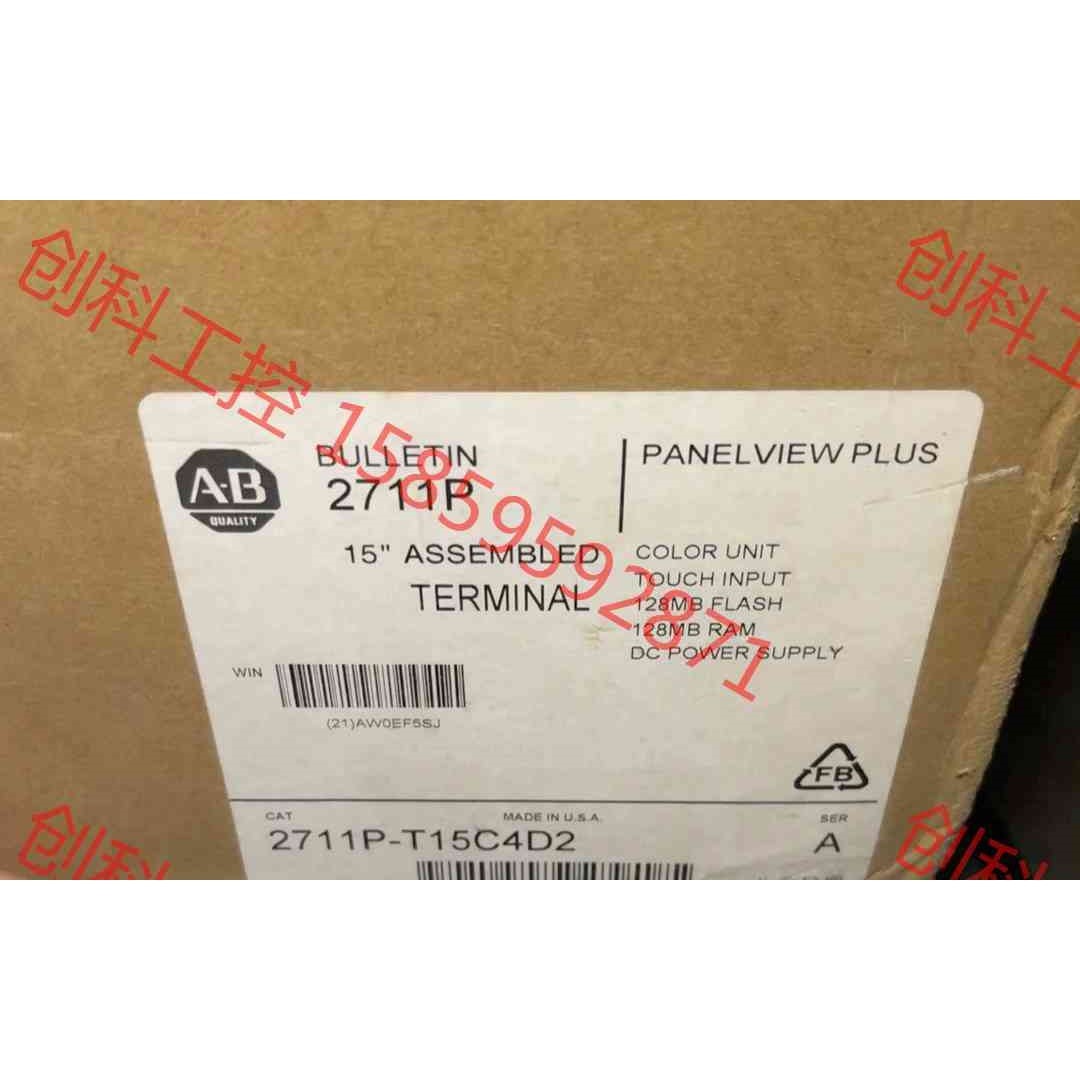 创科工控 15859592871
创科工
A-B
QUALITY
BULLETIN
2711P
PANELVIEW PLUS
15" ASSEMBLED
TERMINAL
COLOR UNIT
TOUCH INPUT
128MB FLASH
128MB RAM
DC POWER SUPPLY
WIN
(21)AW0EF5SJ
FB
CAT
MADE IN U.S.A.
SER
2711P-T15C4D2
A
创科
创科